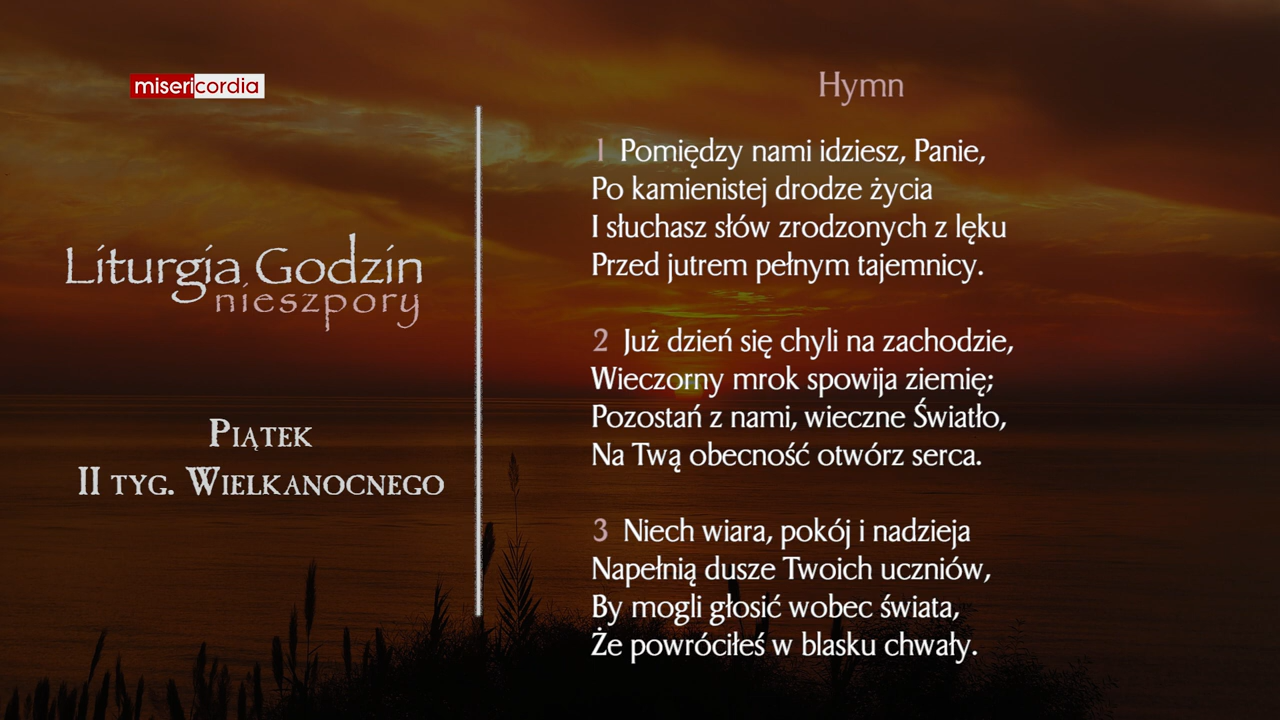 misericordia
Liturgia Godzin
nieszpory
Piątek
II tyg. Wielkanocnego
Hymn
1 Pomiędzy nami idziesz, Panie,
Po kamienistej drodze życia
I słuchasz słów zrodzonych z lęku
Przed jutrem pełnym tajemnicy.
2 Już dzień się chyli na zachodzie,
Wieczorny mrok spowija ziemię;
Pozostań z nami, wieczne Światło,
Na Twą obecność otwórz serca.
3 Niech wiara, pokój i nadzieja
Napełnią dusze Twoich uczniów,
By mogli głosić wobec świata,
Że powróciłeś w blasku chwały.